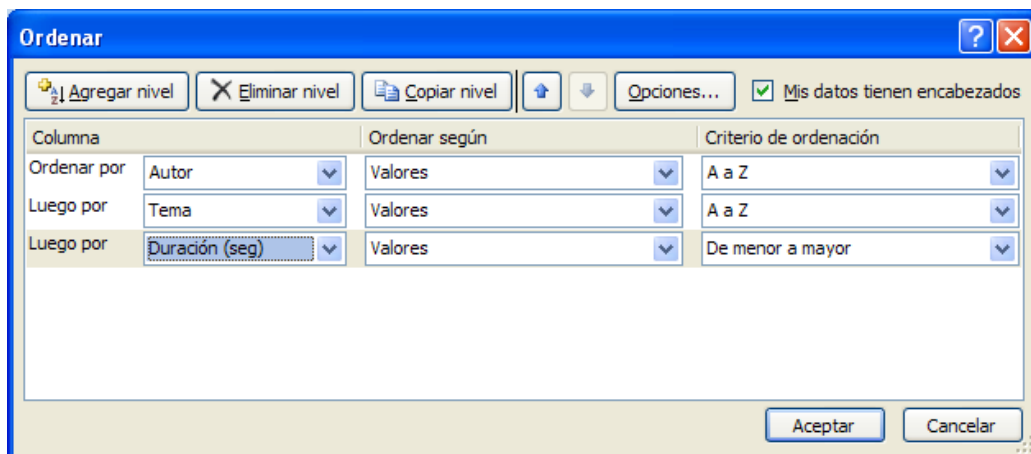 Ordenar
Agregar nivel Eliminar nivel Copiar nivel Opciones... Mis datos tienen encabezados
Columna Ordenar según Criterio de ordenación
Ordenar por Autor Valores A a Z
Luego por Tema Valores A a Z
Luego por Duración (seg) Valores De menor a mayor
Aceptar Cancelar